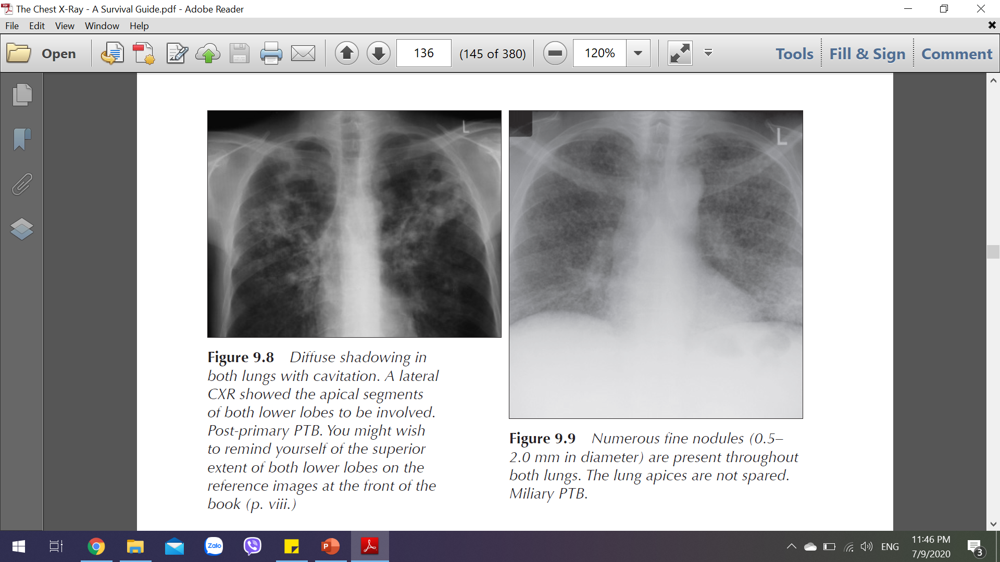 The Chest X-Ray - A Survival Guide.pdf - Adobe Reader
File Edit View Window Help
Open 136 (145 of 380) 120% Tools Fill & Sign Comment
L
L
Figure 9.8 Diffuse shadowing in
both lungs with cavitation. A lateral
CXR showed the apical segments
of both lower lobes to be involved.
Post-primary PTB. You might wish
to remind yourself of the superior
extent of both lower lobes on the
reference images at the front of the
book (p. viii.)
Figure 9.9 Numerous fine nodules (0.5–
2.0 mm in diameter) are present throughout
both lungs. The lung apices are not spared.
Miliary PTB.
Zalo
P
ENG
11:46 PM
7/9/2020
3